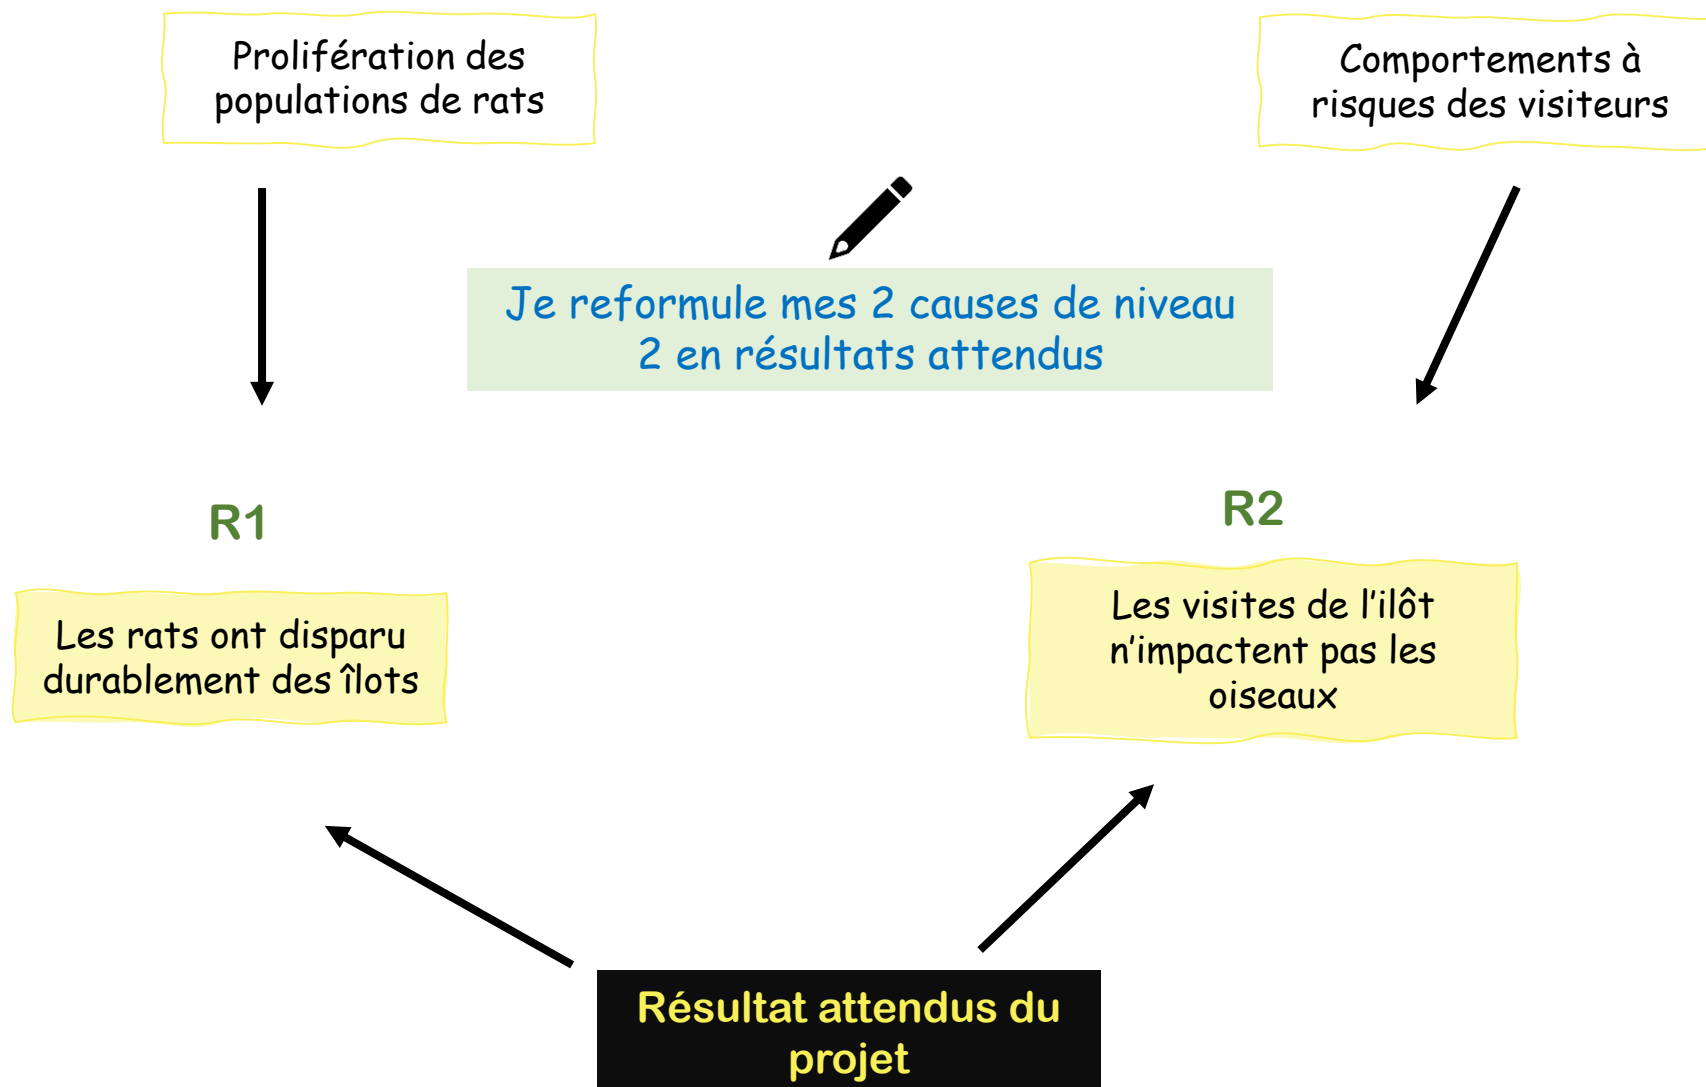 Prolifération des
populations de rats
Comportements à
risques des visiteurs
Je reformule mes 2 causes de niveau
2 en résultats attendus
R1
R2
Les rats ont disparu
durablement des îlots
Les visites de l'ilôt
n'impactent pas les
oiseaux
Résultat attendus du
projet